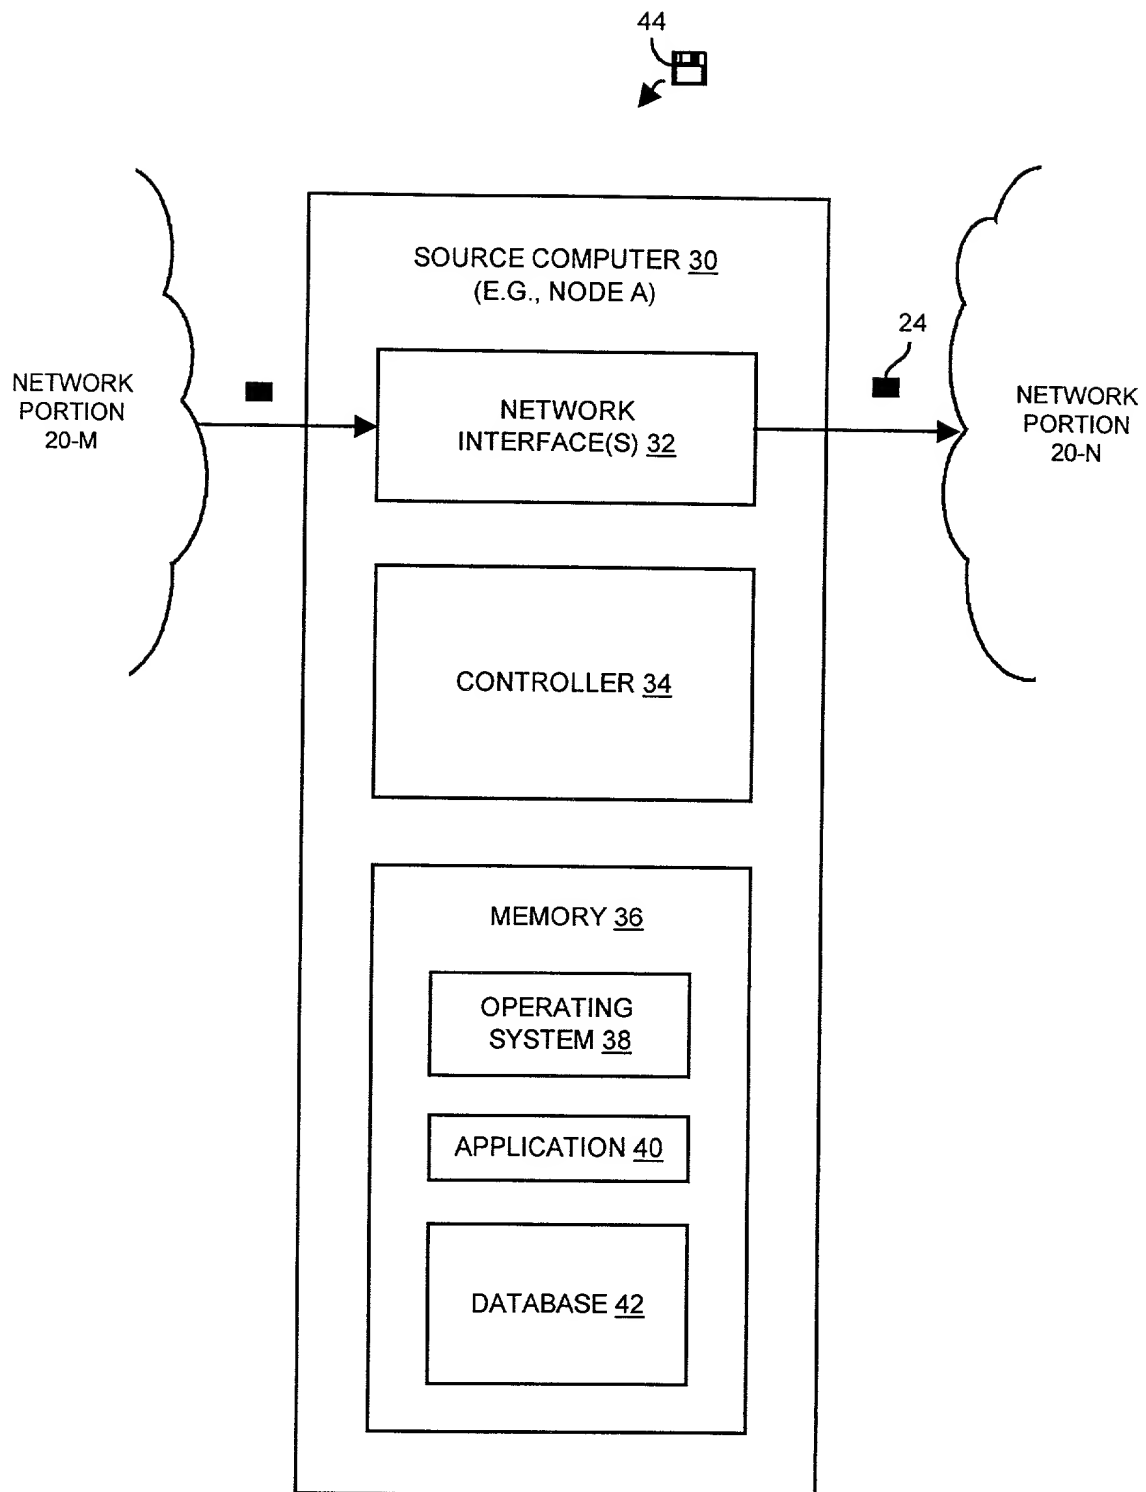 44
SOURCE COMPUTER 30
(E.G., NODE A)
24
NETWORK
PORTION
20-M
NETWORK
INTERFACE(S) 32
NETWORK
PORTION
20-N
CONTROLLER 34
MEMORY 36
OPERATING
SYSTEM 38
APPLICATION 40
DATABASE 42